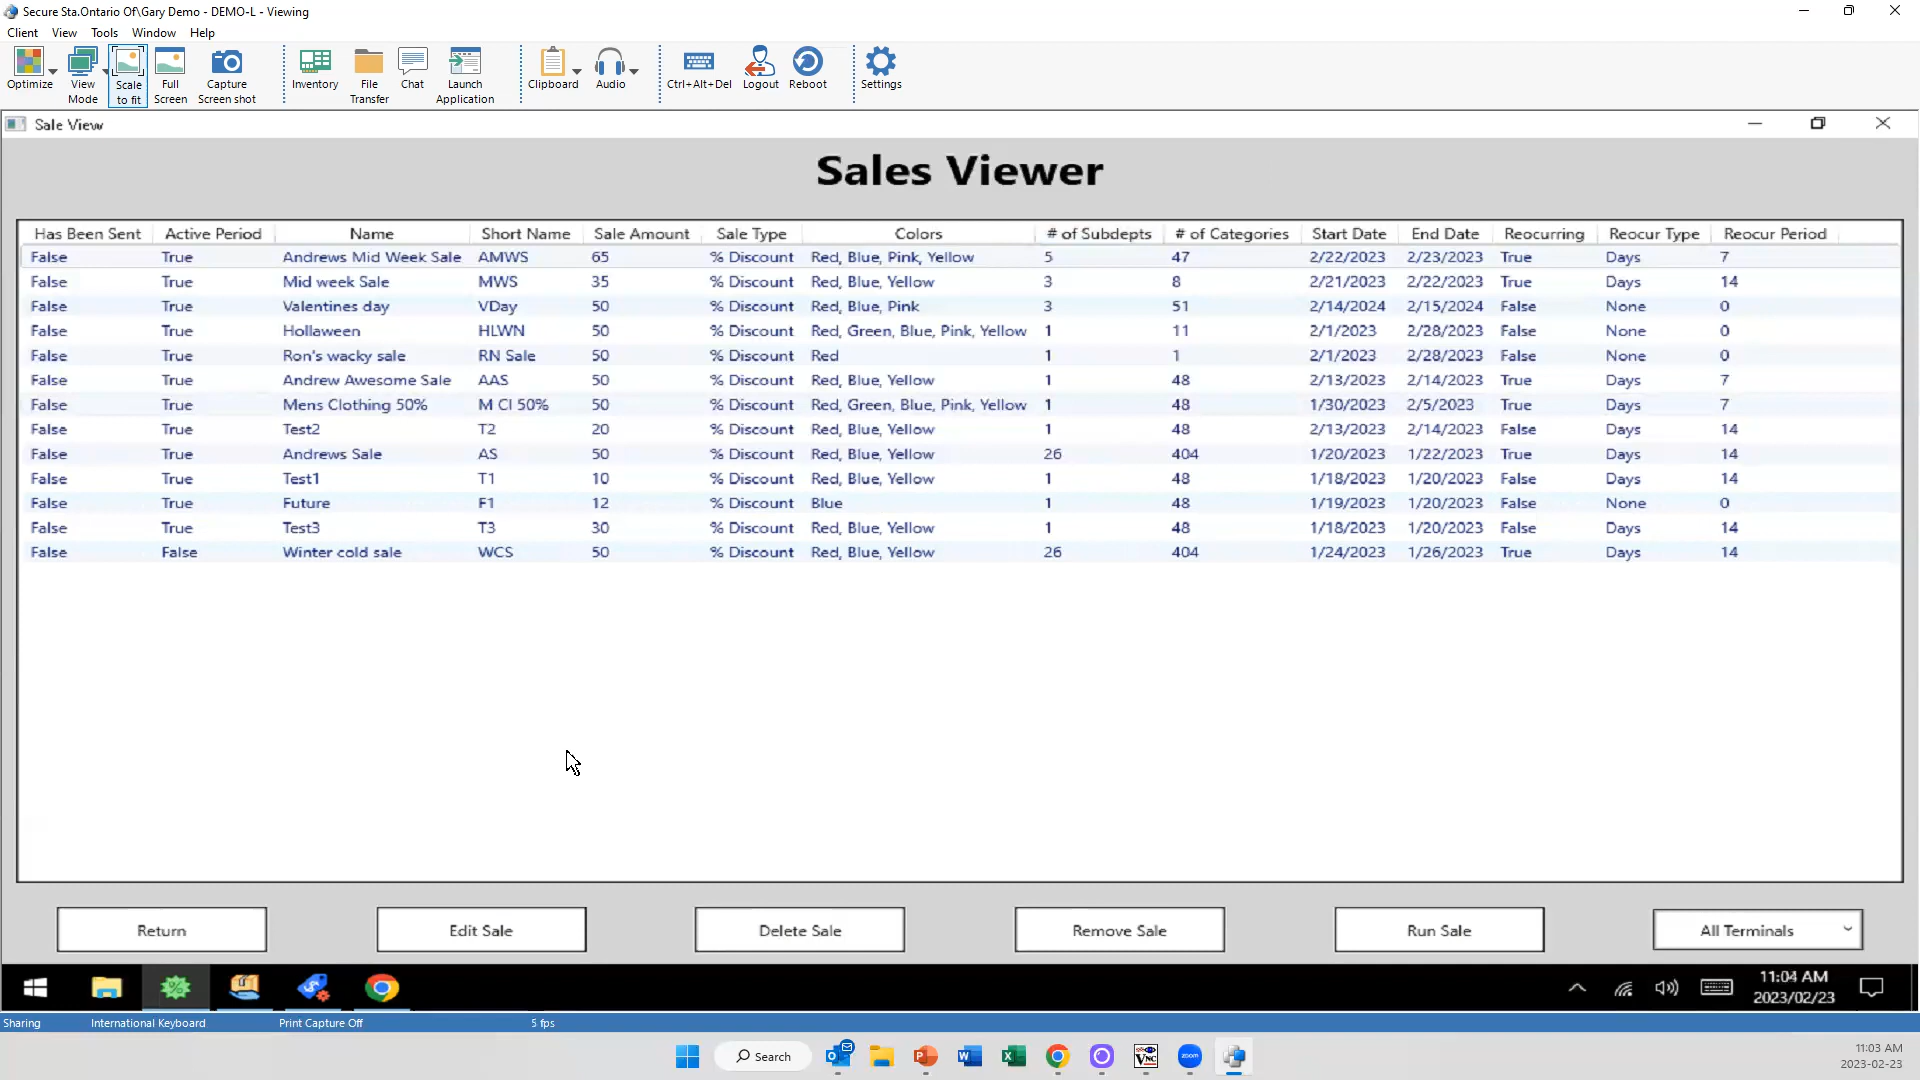 Secure Sta.Ontario Of\Gary Demo - DEMO-L - Viewing
Client View Tools Window Help
Optimize View Mode Scale to fit Full Screen Capture Screen shot Inventory File Transfer Chat Launch Application Clipboard Audio Ctrl+Alt+Del Logout Reboot Settings
Sale View
Sales Viewer
Has Been Sent Active Period Name Short Name Sale Amount Sale Type Colors # of Subdepts # of Categories Start Date End Date Reocurring Reocur Type Reocur Period
False True Andrews Mid Week Sale AMWS 65 % Discount Red, Blue, Pink, Yellow 5 47 2/22/2023 2/23/2023 True Days 7
False True Mid week Sale MWS 35 % Discount Red, Blue, Yellow 3 8 2/21/2023 2/22/2023 True Days 14
False True Valentines day VDay 50 % Discount Red, Blue, Pink 3 51 2/14/2024 2/15/2024 False None 0
False True Hollaween HLWN 50 % Discount Red, Green, Blue, Pink, Yellow 1 11 2/1/2023 2/28/2023 False None 0
False True Ron's wacky sale RN Sale 50 % Discount Red 1 1 2/1/2023 2/28/2023 False None 0
False True Andrew Awesome Sale AAS 50 % Discount Red, Blue, Yellow 1 48 2/13/2023 2/14/2023 True Days 7
False True Mens Clothing 50% M Cl 50% 50 % Discount Red, Green, Blue, Pink, Yellow 1 48 1/30/2023 2/5/2023 True Days 7
False True Test2 T2 20 % Discount Red, Blue, Yellow 1 48 2/13/2023 2/14/2023 False Days 14
False True Andrews Sale AS 50 % Discount Red, Blue, Yellow 26 404 1/20/2023 1/22/2023 True Days 14
False True Test1 T1 10 % Discount Red, Blue, Yellow 1 48 1/18/2023 1/20/2023 False Days 14
False True Future F1 12 % Discount Blue 1 48 1/19/2023 1/20/2023 False None 0
False True Test3 T3 30 % Discount Red, Blue, Yellow 1 48 1/18/2023 1/20/2023 False Days 14
False False Winter cold sale WCS 50 % Discount Red, Blue, Yellow 26 404 1/24/2023 1/26/2023 True Days 14
Return Edit Sale Delete Sale Remove Sale Run Sale All Terminals
11:04 AM
2023/02/23
Sharing International Keyboard Print Capture Off 5 fps
Search zoom
11:03 AM
2023-02-23